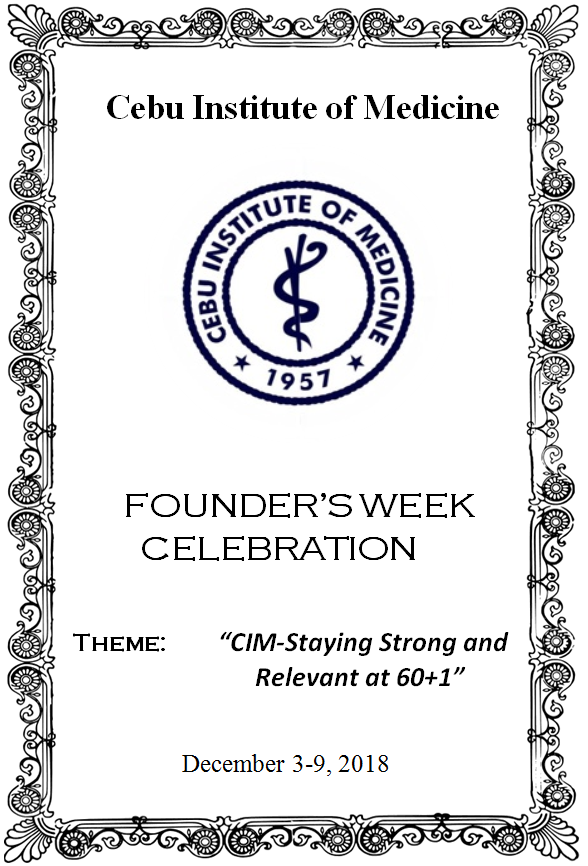 Cebu Institute of Medicine
CEBU INSTITUTE OF MEDICINE
1957
FOUNDER'S WEEK
CELEBRATION
THEME: “CIM-Staying Strong and
Relevant at 60+1”
December 3-9, 2018